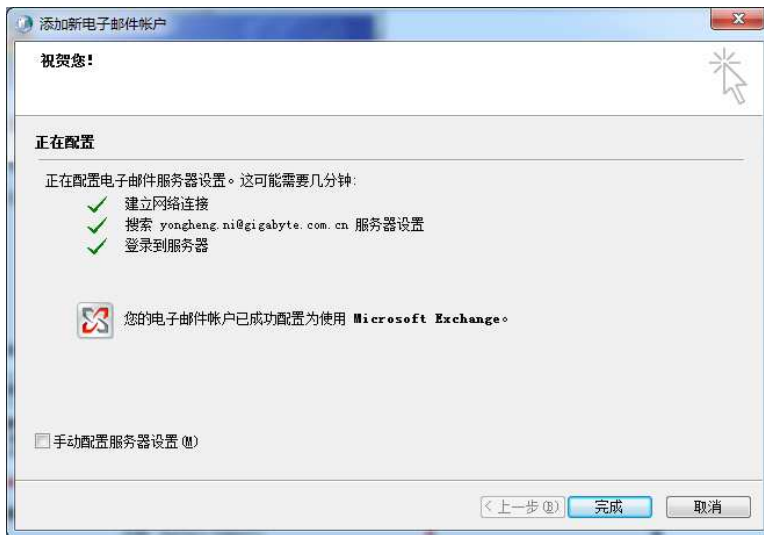 添加新电子邮件帐户
祝贺您!
正在配置
正在配置电子邮件服务器设置。这可能需要几分钟:
建立网络连接
搜索 yongheng.ni@gigabyte.com.cn 服务器设置
登录到服务器
您的电子邮件帐户已成功配置为使用 Microsoft Exchange。
手动配置服务器设置(M)
<上一步(B) 完成 取消